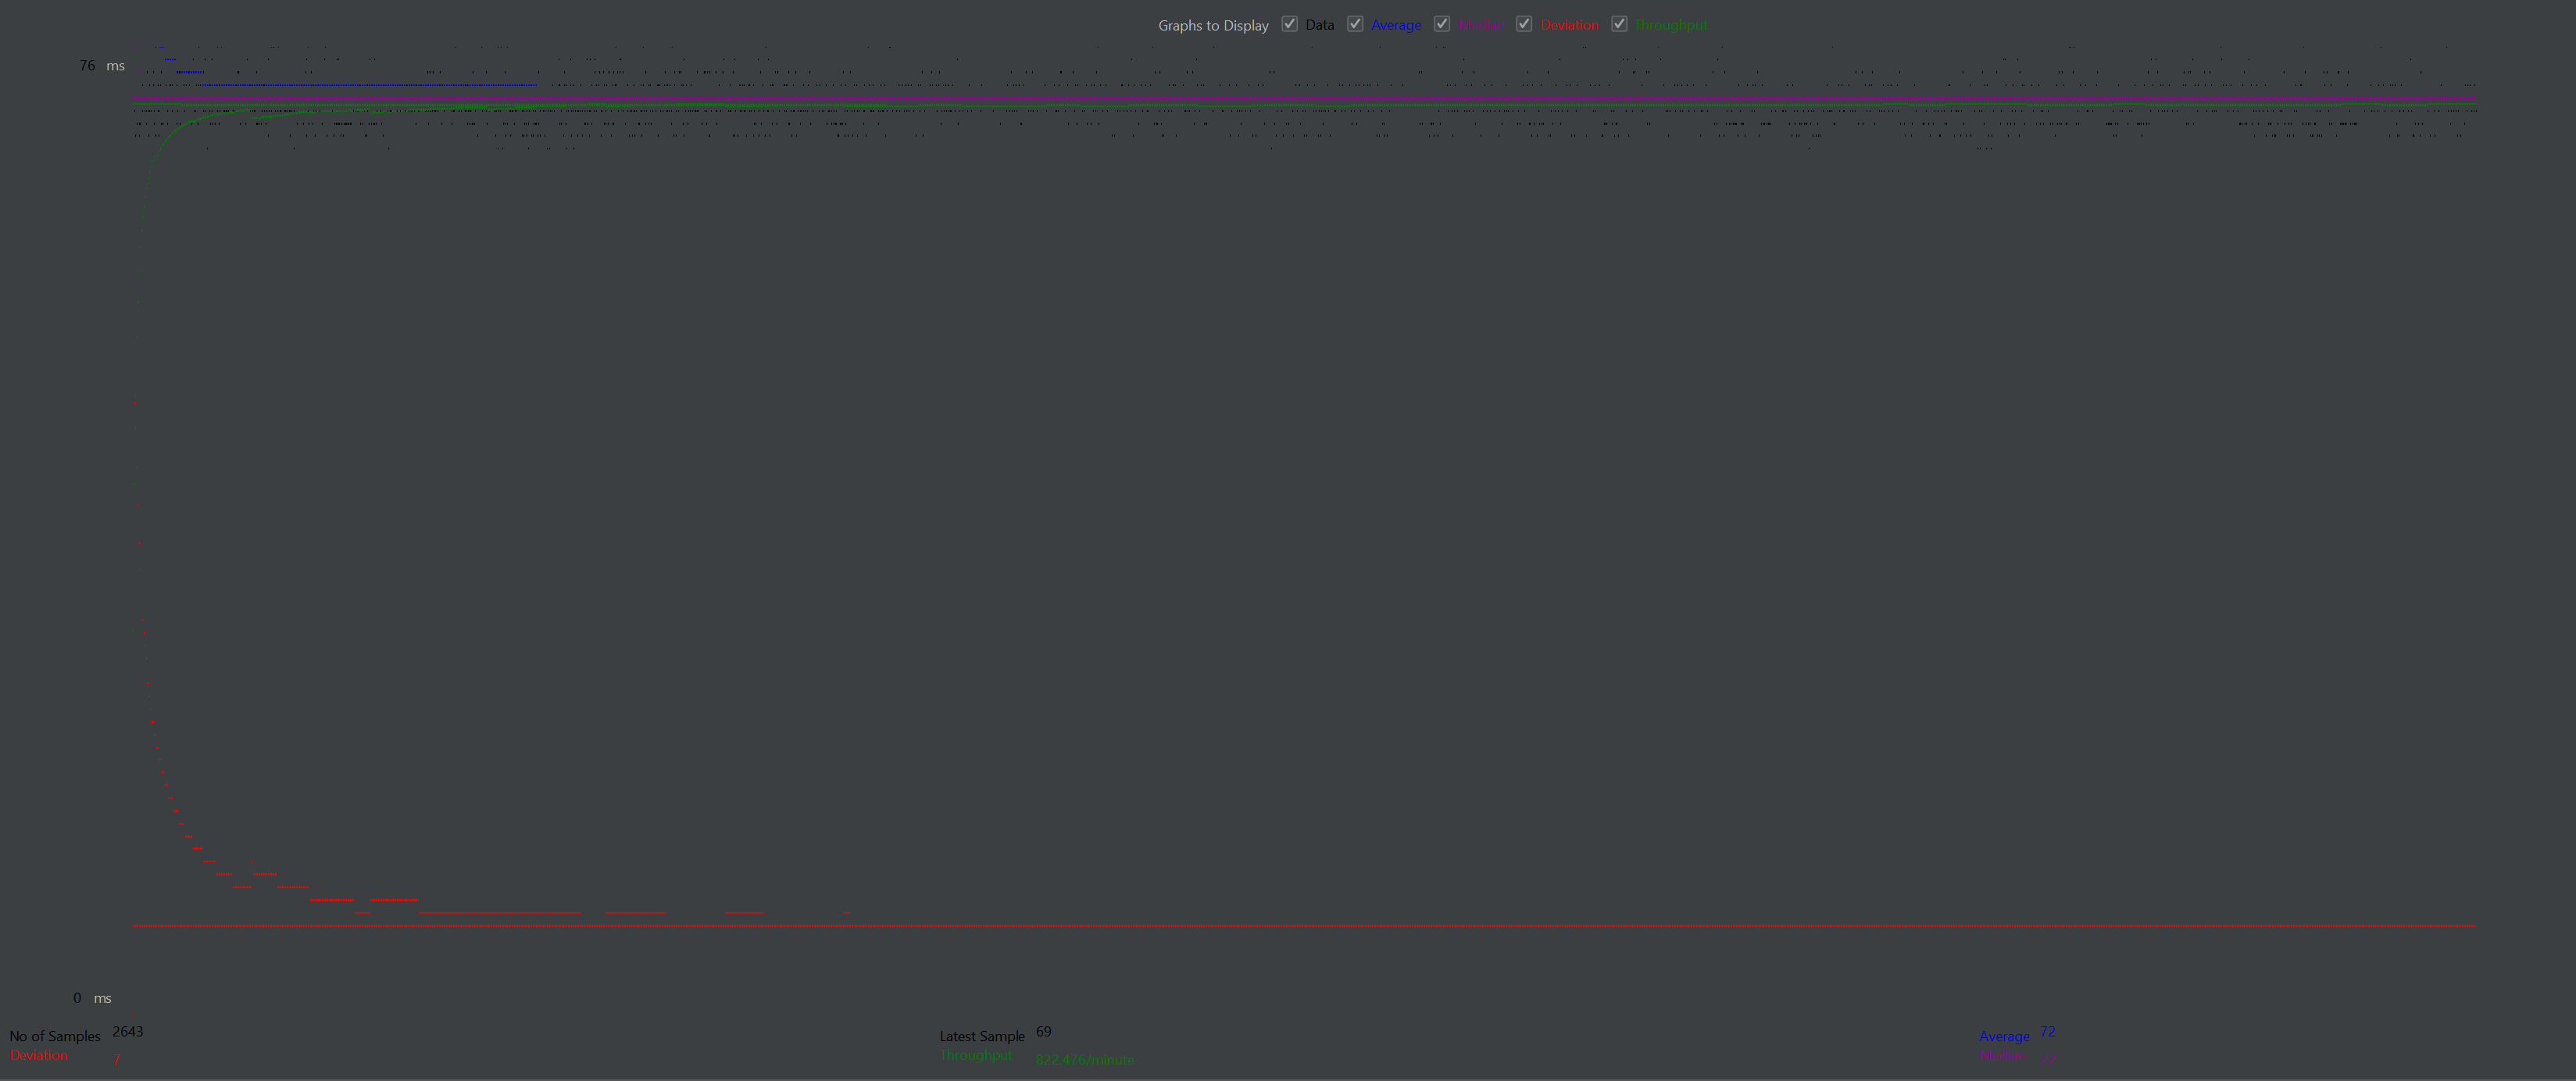 Graphs to Display Data Average Median Deviation Throughput
76 ms
0 ms
No of Samples 2643 Latest Sample 69 Average 72
Deviation 7 Throughput 822.476/minute Median